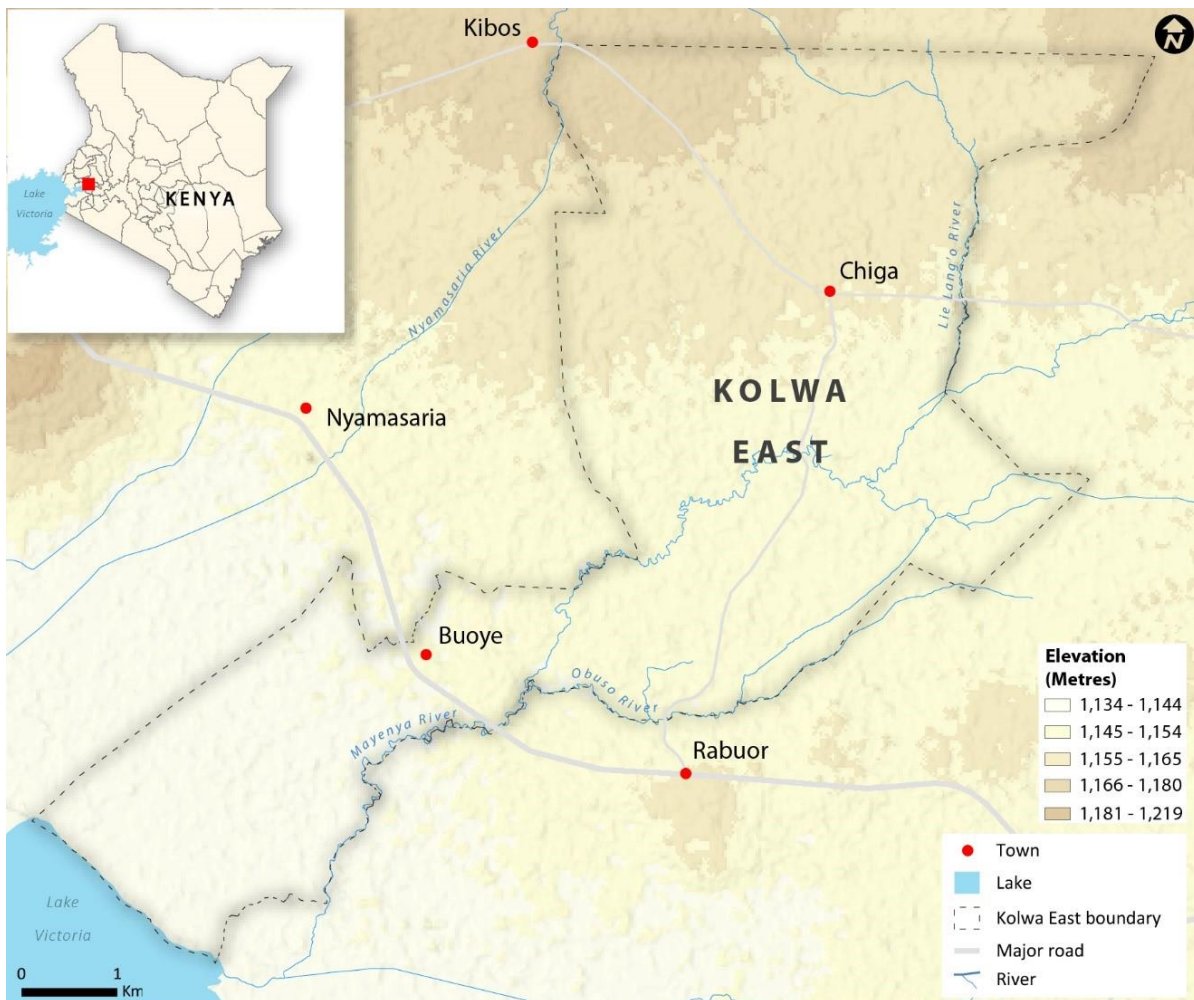 Kibos
N
Lake
Victoria
KENYA
Nyamasaria River
Lie Lang'o River
Chiga
KOLWA
EAST
Nyamasaria
Buoye
Obuso River
Mayenya River
Rabuor
Elevation
(Metres)
1,134 - 1,144
1,145 - 1,154
1,155 - 1,165
1,166 - 1,180
1,181 - 1,219
Town
Lake
Kolwa East boundary
Major road
River
Lake
Victoria
0 1
Km